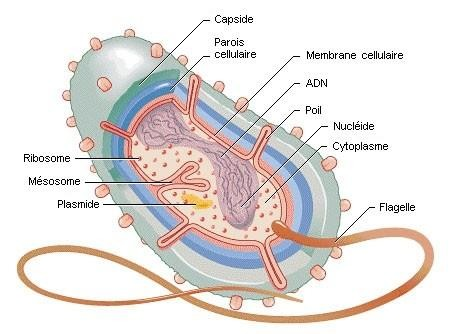 Capside
Parois
cellulaire
Membrane cellulaire
ADN
Poil
Nucléide
Cytoplasme
Ribosome
Mésosome
Plasmide
Flagelle